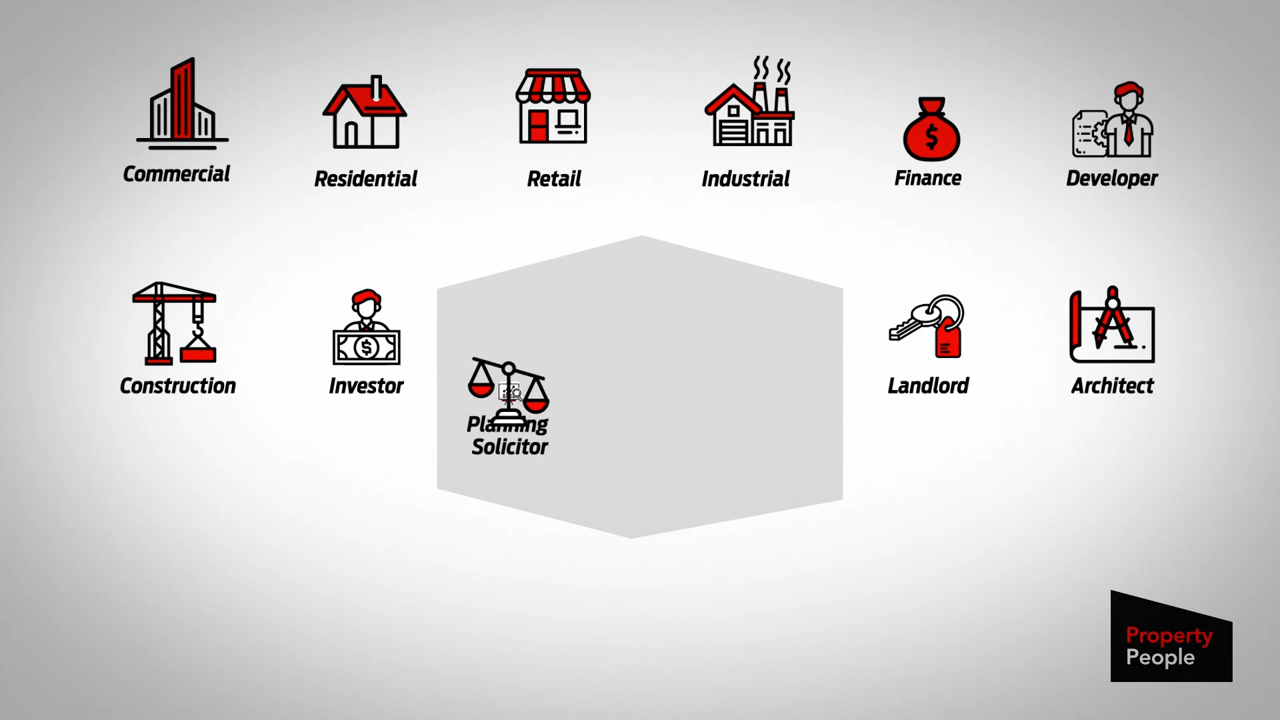 Commercial
Residential
Retail
Industrial
Finance
Developer
Construction
Investor
Planning
Solicitor
Landlord
Architect
Property
People